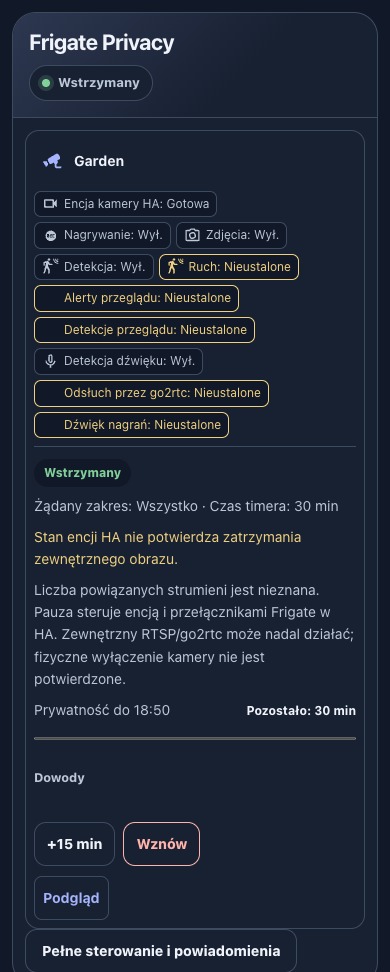 Frigate Privacy
Wstrzymany
Garden
Encja kamery HA: Gotowa
Nagrywanie: Wył.
Zdjęcia: Wył.
Detekcja: Wył.
Ruch: Nieustalone
Alerty przeglądu: Nieustalone
Detekcje przeglądu: Nieustalone
Detekcja dźwięku: Wył.
Odsłuch przez go2rtc: Nieustalone
Dźwięk nagrań: Nieustalone
Wstrzymany
Żądany zakres: Wszystko · Czas timera: 30 min
Stan encji HA nie potwierdza zatrzymania
zewnętrznego obrazu.
Liczba powiązanych strumieni jest nieznana.
Pauza steruje encją i przełącznikami Frigate w
HA. Zewnętrzny RTSP/go2rtc może nadal działać;
fizyczne wyłączenie kamery nie jest
potwierdzone.
Prywatność do 18:50
Pozostało: 30 min
Dowody
+15 min
Wznów
Podgląd
Pełne sterowanie i powiadomienia